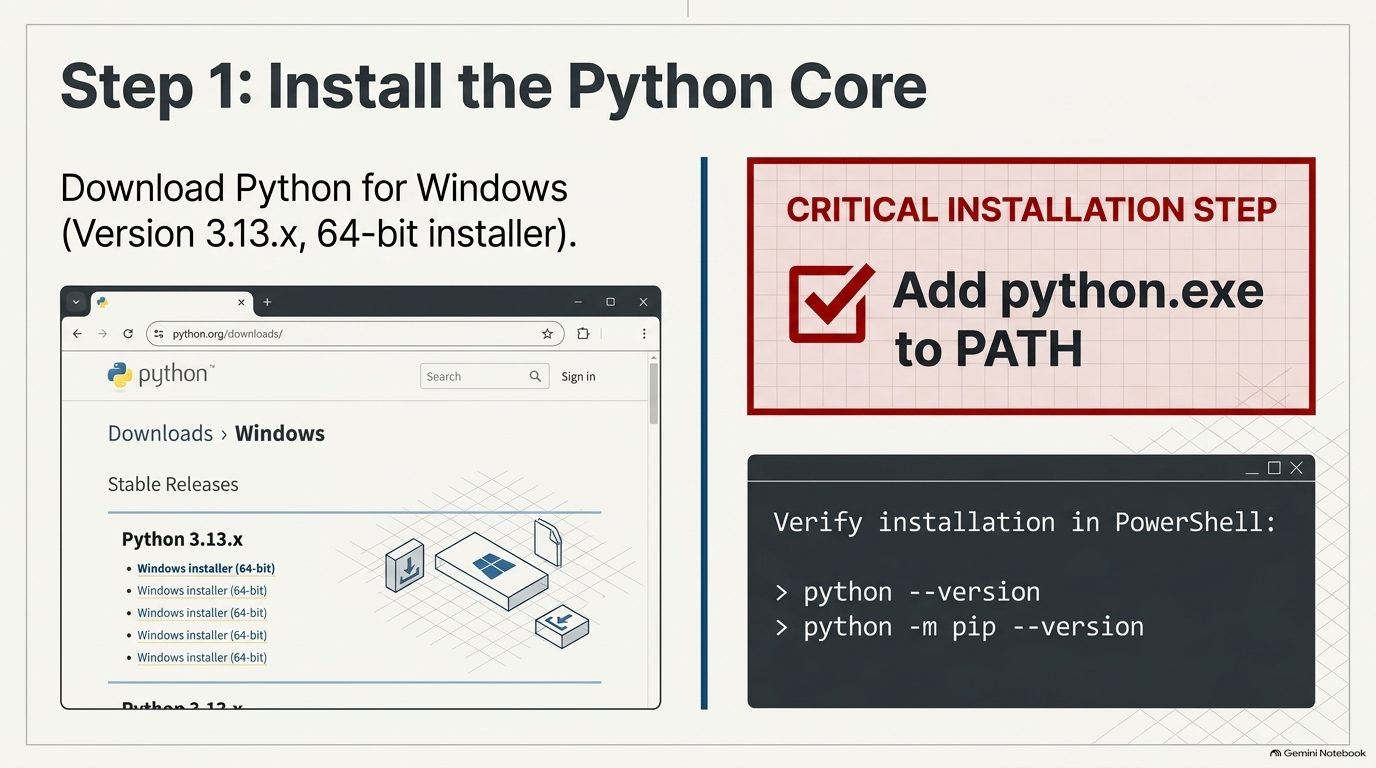 Step 1: Install the Python Core
Download Python for Windows
(Version 3.13.x, 64-bit installer).
python.org/downloads/
python™
Search
Sign in
Downloads › Windows
Stable Releases
Python 3.13.x
• Windows installer (64-bit)
• Windows installer (64-bit)
• Windows installer (64-bit)
• Windows installer (64-bit)
• Windows installer (64-bit)
Python 3.12.x
CRITICAL INSTALLATION STEP
Add python.exe
to PATH
Verify installation in PowerShell:
> python --version
> python -m pip --version
Gemini Notebook